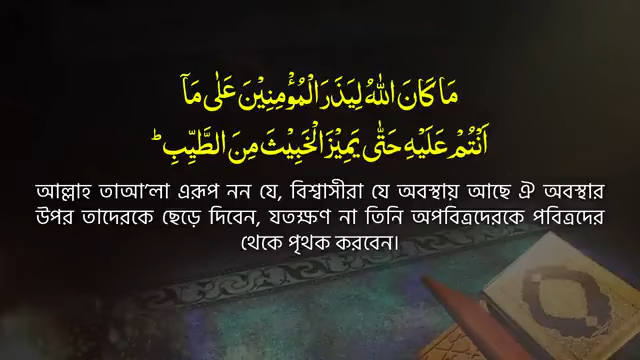 مَا كَانَ اللّٰهُ لِيَذَرَ الْمُؤْمِنِيْنَ عَلٰى مَآ
اَنْتُمْ عَلَيْهِ حَتّٰى يَمِيْزَ الْخَبِيْثَ مِنَ الطَّيِّبِ ؕ
আল্লাহ তাআ’লা এরূপ নন যে, বিশ্বাসীরা যে অবস্থায় আছে ঐ অবস্থার
উপর তাদেরকে ছেড়ে দিবেন, যতক্ষণ না তিনি অপবিত্রদেরকে পবিত্রদের
থেকে পৃথক করবেন।